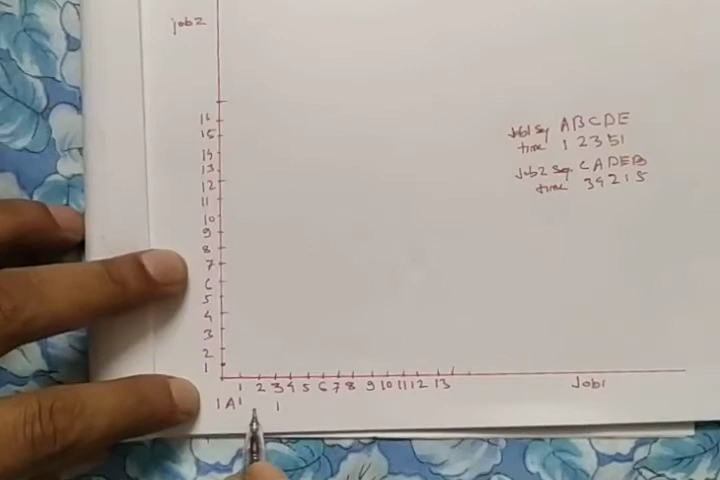 job2
16
15
14
13
12
11
10
9
8
7
6
5
4
3
2
1
1 2 3 4 5 6 7 8 9 10 11 12 13
Job1
A
Job1 Seq A B C D E
time 1 2 3 5 1
Job2 Seq C A D E B
time 3 4 2 1 5